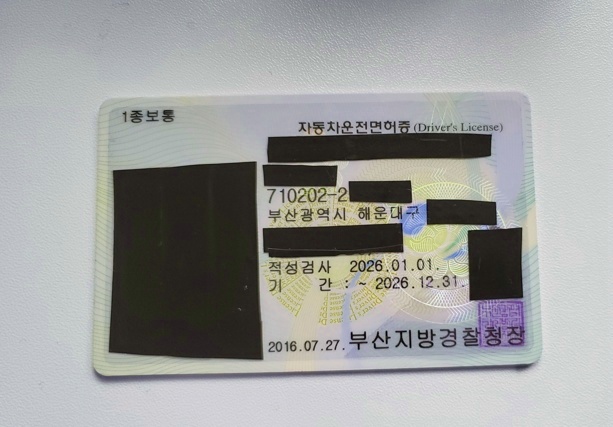 1종보통
자동차운전면허증 (Driver's License)
710202-2
부산광역시 해운대구
적성검사 2026.01.01.
기 간 : ~ 2026.12.31.
2016.07.27. 부산지방경찰청장